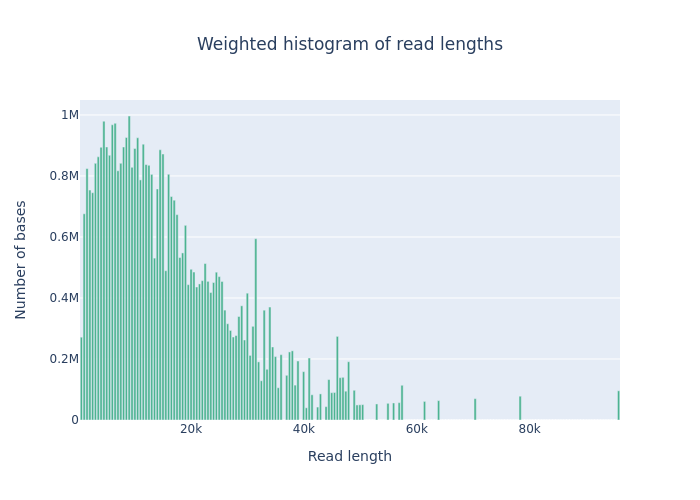 Weighted histogram of read lengths
1M
0.8M
0.6M
0.4M
0.2M
0
20k
40k
60k
80k
Number of bases
Read length